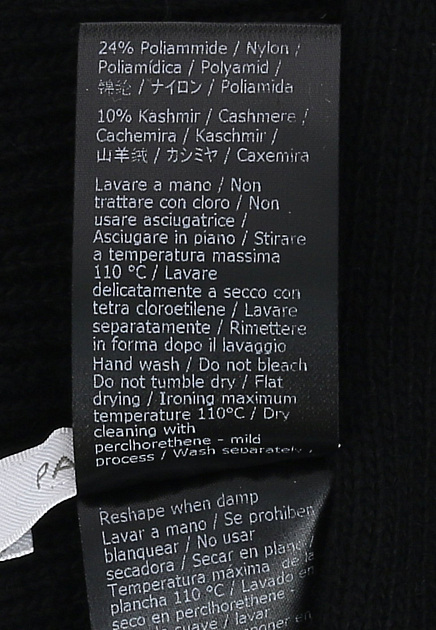 24% Poliammide / Nylon /
Poliamídica / Polyamid /
锦纶 / ナイロン / Poliamida
10% Kashmir / Cashmere /
Cachemira / Kaschmir /
山羊绒 / カシミヤ / Caxemira
Lavare a mano / Non
trattare con cloro / Non
usare asciugatrice /
Asciugare in piano / Stirare
a temperatura massima
110 °C / Lavare
delicatamente a secco con
tetra cloroetilene / Lavare
separatamente / Rimettere
in forma dopo il lavaggio
Hand wash / Do not bleach
Do not tumble dry / Flat
drying / Ironing maximum
temperature 110°C / Dry
cleaning with
perclhorethene - mild
process / Wash separately,
PA
Reshape when damp
Lavar a mano / Se prohiben
blanquear / No usar
secadora / Secar en plano /
Temperatura máxima de la
plancha 110 °C / Lavado en
seco en perclhorethene -
suave / lavar
en